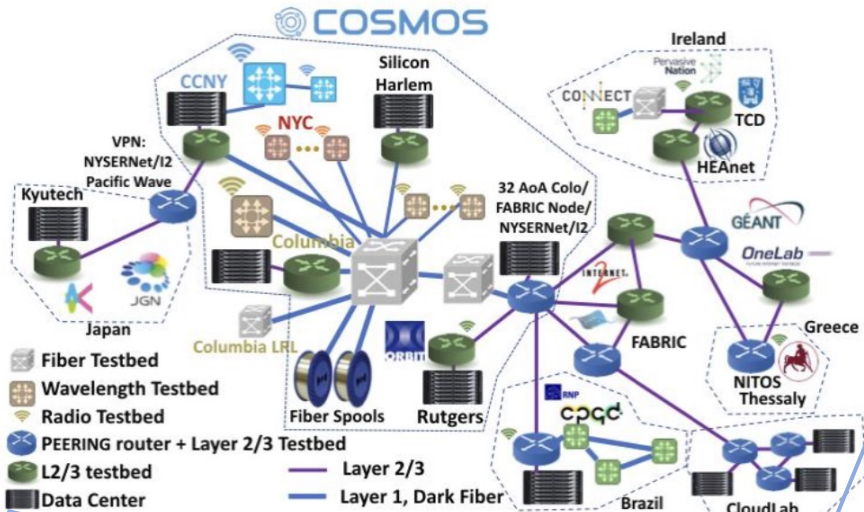 COSMOS
CCNY
NYC
Silicon
Harlem
Ireland
Pervasive
Nation
CONNECT
TCD
HEAnet
VPN:
NYSERNet/I2
Pacific Wave
Kyutech
JGN
Japan
32 AoA Colo/
FABRIC Node/
NYSERNet/I2
Columbia
Columbia LRL
Fiber Spools
ORBIT
Rutgers
INTERNET
2
FABRIC
GÉANT
OneLab
Greece
NITOS
Thessaly
RNP
cpqd
Brazil
CloudLab
Fiber Testbed
Wavelength Testbed
Radio Testbed
PEERING router + Layer 2/3 Testbed
L2/3 testbed
Data Center
Layer 2/3
Layer 1, Dark Fiber